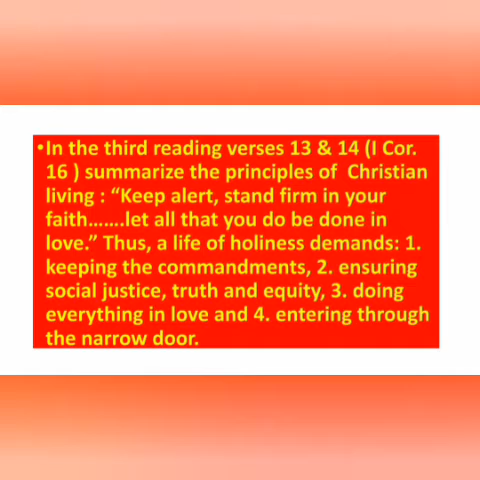 •In the third reading verses 13 & 14 (I Cor.
16 ) summarize the principles of Christian
living : “Keep alert, stand firm in your
faith…….let all that you do be done in
love.” Thus, a life of holiness demands: 1.
keeping the commandments, 2. ensuring
social justice, truth and equity, 3. doing
everything in love and 4. entering through
the narrow door.